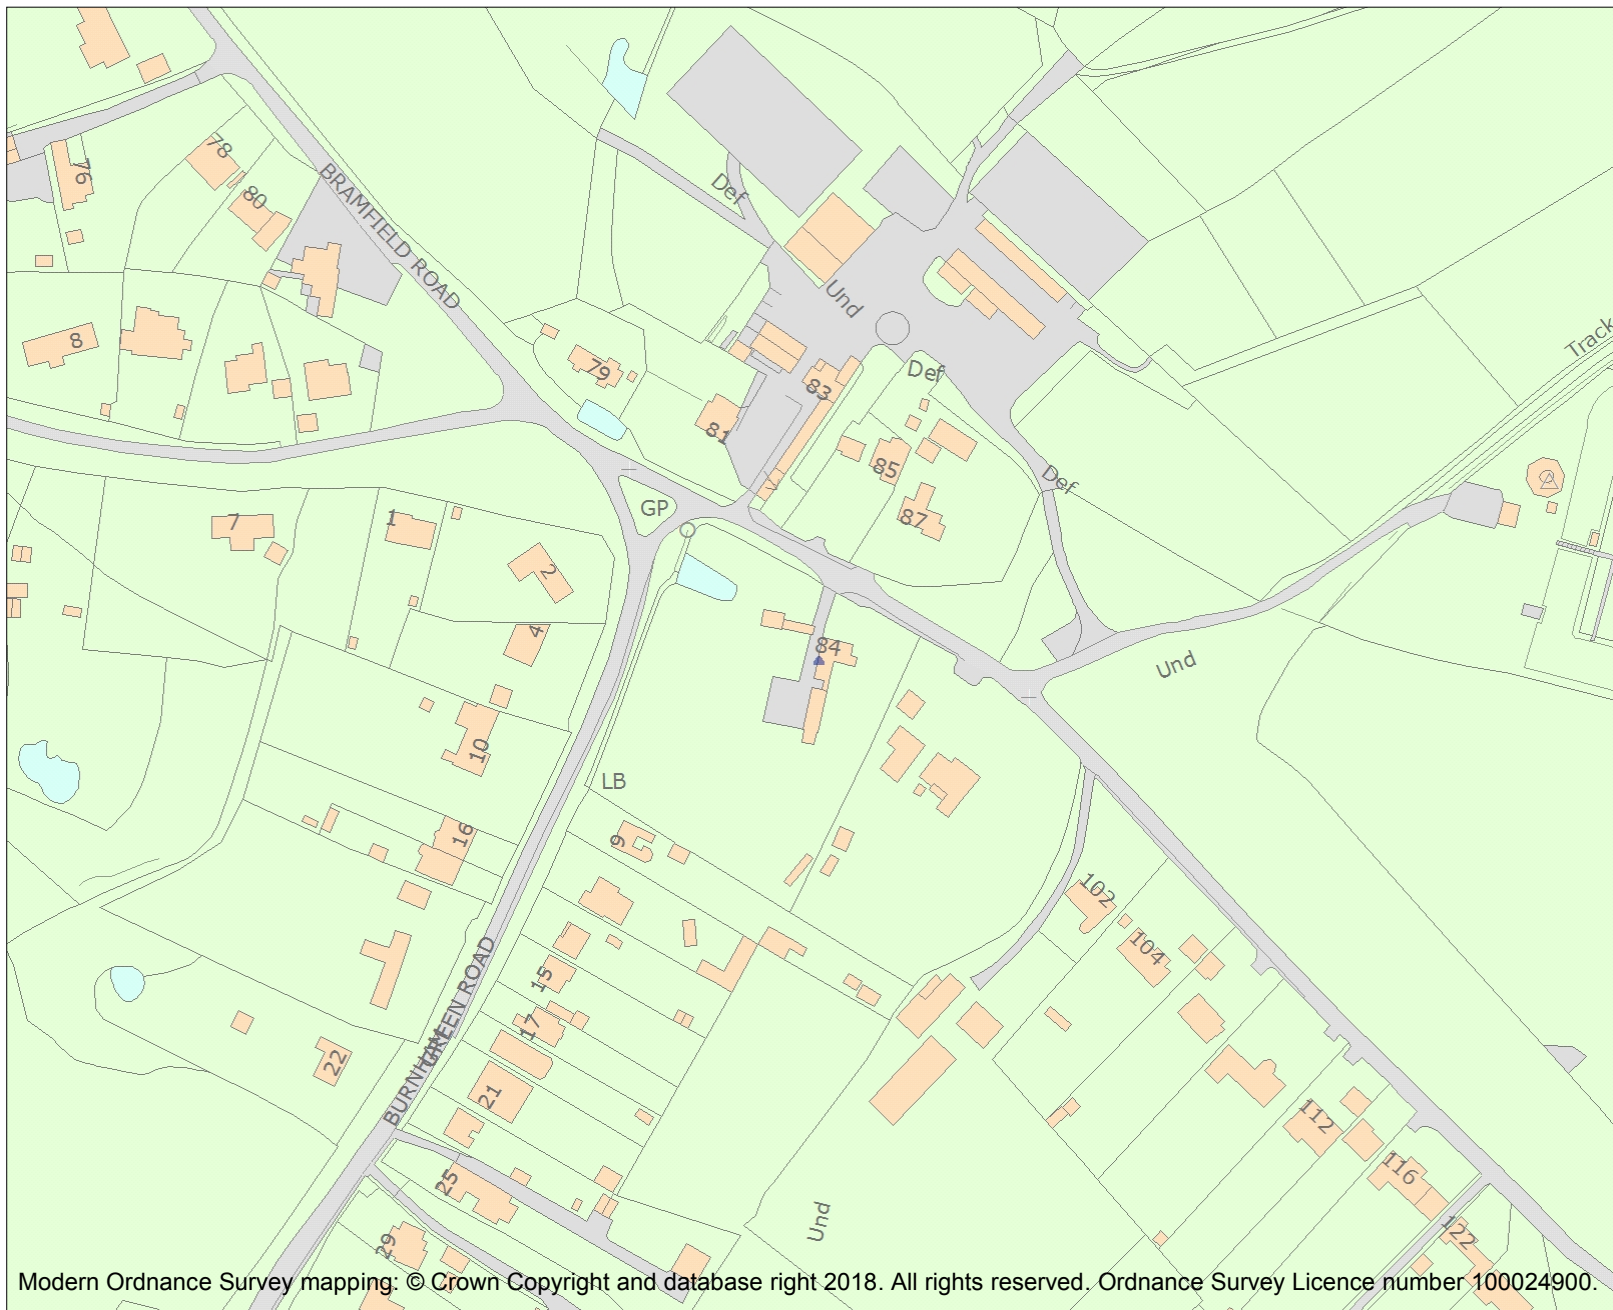 78
76
80
BRAMFIELD ROAD
Def
Und
8
79
83
Def
Track
81
85
Def
87
GP
7
1
2
4
84
Und
10
LB
16
9
102
104
15
17
BURNHAM GREEN ROAD
22
21
112
25
116
Und
122
29
Modern Ordnance Survey mapping: © Crown Copyright and database right 2018. All rights reserved. Ordnance Survey Licence number 100024900.